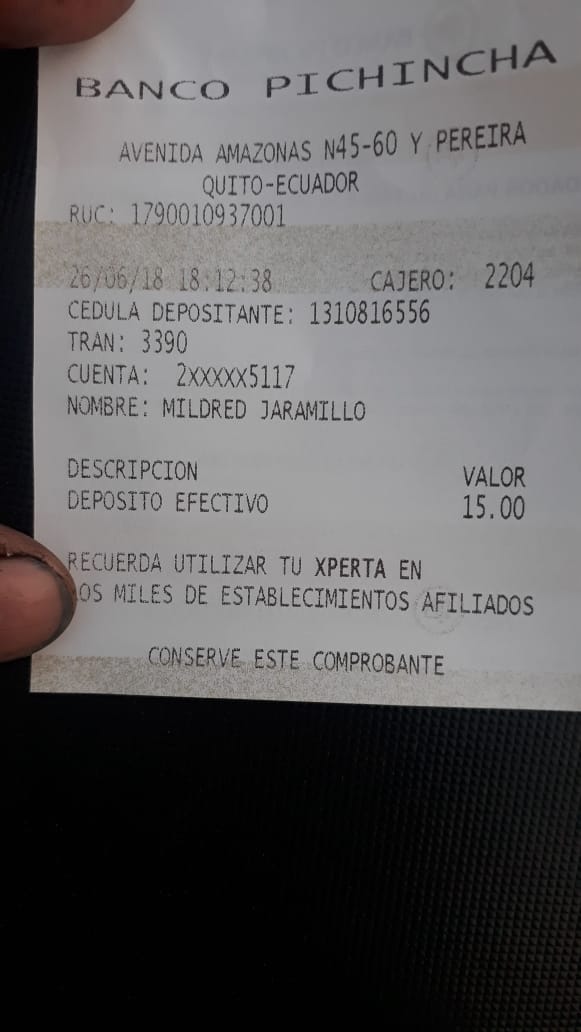 BANCO PICHINCHA
AVENIDA AMAZONAS N45-60 Y PEREIRA
QUITO-ECUADOR
RUC: 1790010937001
26/06/18 18:12:38 CAJERO: 2204
CEDULA DEPOSITANTE: 1310816556
TRAN: 3390
CUENTA: 2XXXXX5117
NOMBRE: MILDRED JARAMILLO
DESCRIPCION VALOR
DEPOSITO EFECTIVO 15.00
RECUERDA UTILIZAR TU XPERTA EN
OS MILES DE ESTABLECIMIENTOS AFILIADOS
CONSERVE ESTE COMPROBANTE